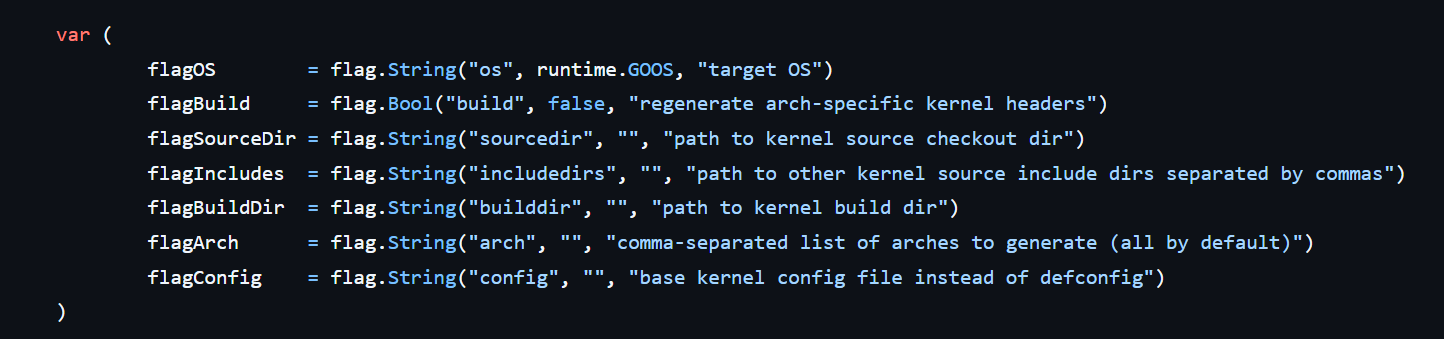 var (
flagOS = flag.String("os", runtime.GOOS, "target OS")
flagBuild = flag.Bool("build", false, "regenerate arch-specific kernel headers")
flagSourceDir = flag.String("sourcedir", "", "path to kernel source checkout dir")
flagIncludes = flag.String("includedirs", "", "path to other kernel source include dirs separated by commas")
flagBuildDir = flag.String("builddir", "", "path to kernel build dir")
flagArch = flag.String("arch", "", "comma-separated list of arches to generate (all by default)")
flagConfig = flag.String("config", "", "base kernel config file instead of defconfig")
)